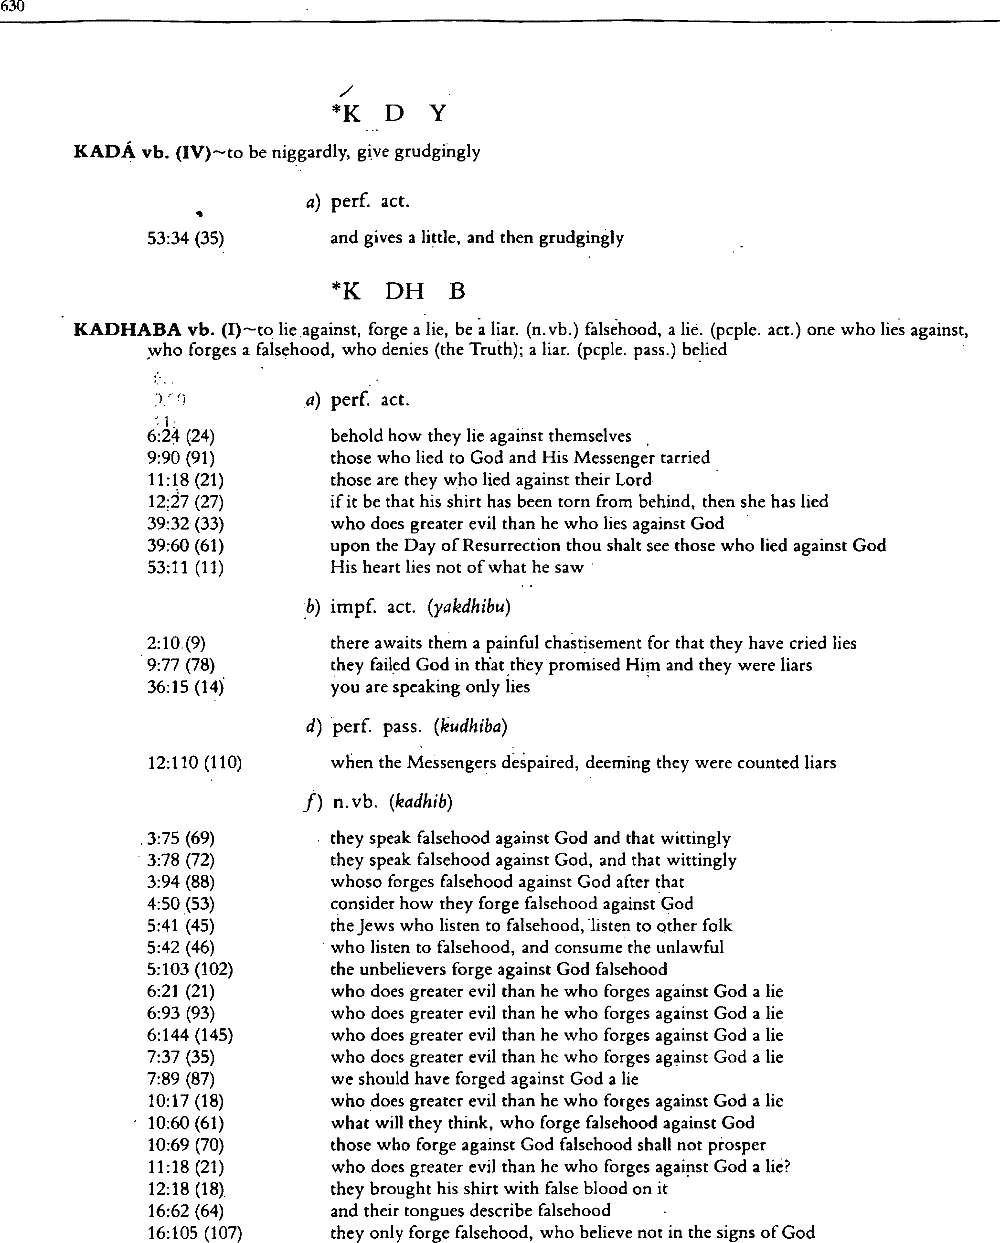 630
*K D Y
KADÁ vb. (IV)~to be niggardly, give grudgingly
a) perf. act.
53:34 (35) and gives a little, and then grudgingly
*K DH B
KADHABA vb. (I)~to lie against, forge a lie, be a liar. (n.vb.) falsehood, a lie. (pcple. act.) one who lies against,
who forges a falsehood, who denies (the Truth); a liar. (pcple. pass.) belied
a) perf. act.
6:24 (24) behold how they lie against themselves
9:90 (91) those who lied to God and His Messenger tarried
11:18 (21) those are they who lied against their Lord
12:27 (27) if it be that his shirt has been torn from behind, then she has lied
39:32 (33) who does greater evil than he who lies against God
39:60 (61) upon the Day of Resurrection thou shalt see those who lied against God
53:11 (11) His heart lies not of what he saw
b) impf. act. (yakdhibu)
2:10 (9) there awaits them a painful chastisement for that they have cried lies
9:77 (78) they failed God in that they promised Him and they were liars
36:15 (14) you are speaking only lies
d) perf. pass. (kudhiba)
12:110 (110) when the Messengers despaired, deeming they were counted liars
f) n.vb. (kadhib)
3:75 (69) they speak falsehood against God and that wittingly
3:78 (72) they speak falsehood against God, and that wittingly
3:94 (88) whoso forges falsehood against God after that
4:50 (53) consider how they forge falsehood against God
5:41 (45) the Jews who listen to falsehood, listen to other folk
5:42 (46) who listen to falsehood, and consume the unlawful
5:103 (102) the unbelievers forge against God falsehood
6:21 (21) who does greater evil than he who forges against God a lie
6:93 (93) who does greater evil than he who forges against God a lie
6:144 (145) who does greater evil than he who forges against God a lie
7:37 (35) who does greater evil than he who forges against God a lie
7:89 (87) we should have forged against God a lie
10:17 (18) who does greater evil than he who forges against God a lie
10:60 (61) what will they think, who forge falsehood against God
10:69 (70) those who forge against God falsehood shall not prosper
11:18 (21) who does greater evil than he who forges against God a lie?
12:18 (18) they brought his shirt with false blood on it
16:62 (64) and their tongues describe falsehood
16:105 (107) they only forge falsehood, who believe not in the signs of God